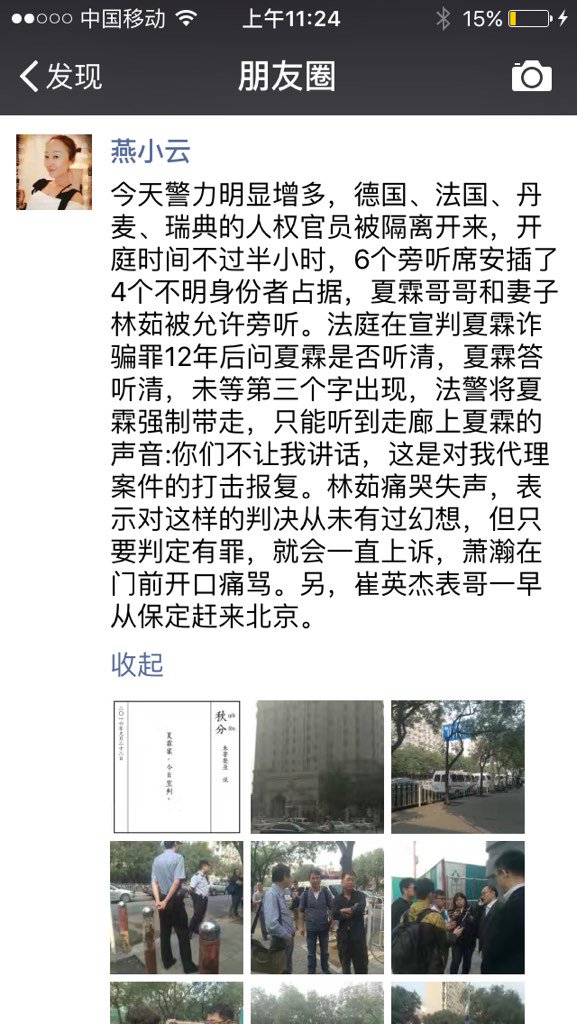 中国移动
上午11:24
15%
发现
朋友圈
燕小云
今天警力明显增多，德国、法国、丹
麦、瑞典的人权官员被隔离开来，开
庭时间不过半小时，6个旁听席安插了
4个不明身份者占据，夏霖哥哥和妻子
林茹被允许旁听。法庭在宣判夏霖诈
骗罪12年后问夏霖是否听清，夏霖答
听清，未等第三个字出现，法警将夏
霖强制带走，只能听到走廊上夏霖的
声音:你们不让我讲话，这是对我代理
案件的打击报复。林茹痛哭失声，表
示对这样的判决从未有过幻想，但只
要判定有罪，就会一直上诉，萧瀚在
门前开口痛骂。另，崔英杰表哥一早
从保定赶来北京。
收起
秋分
夏霖案，今日宣判。
二〇一六年九月二十二日